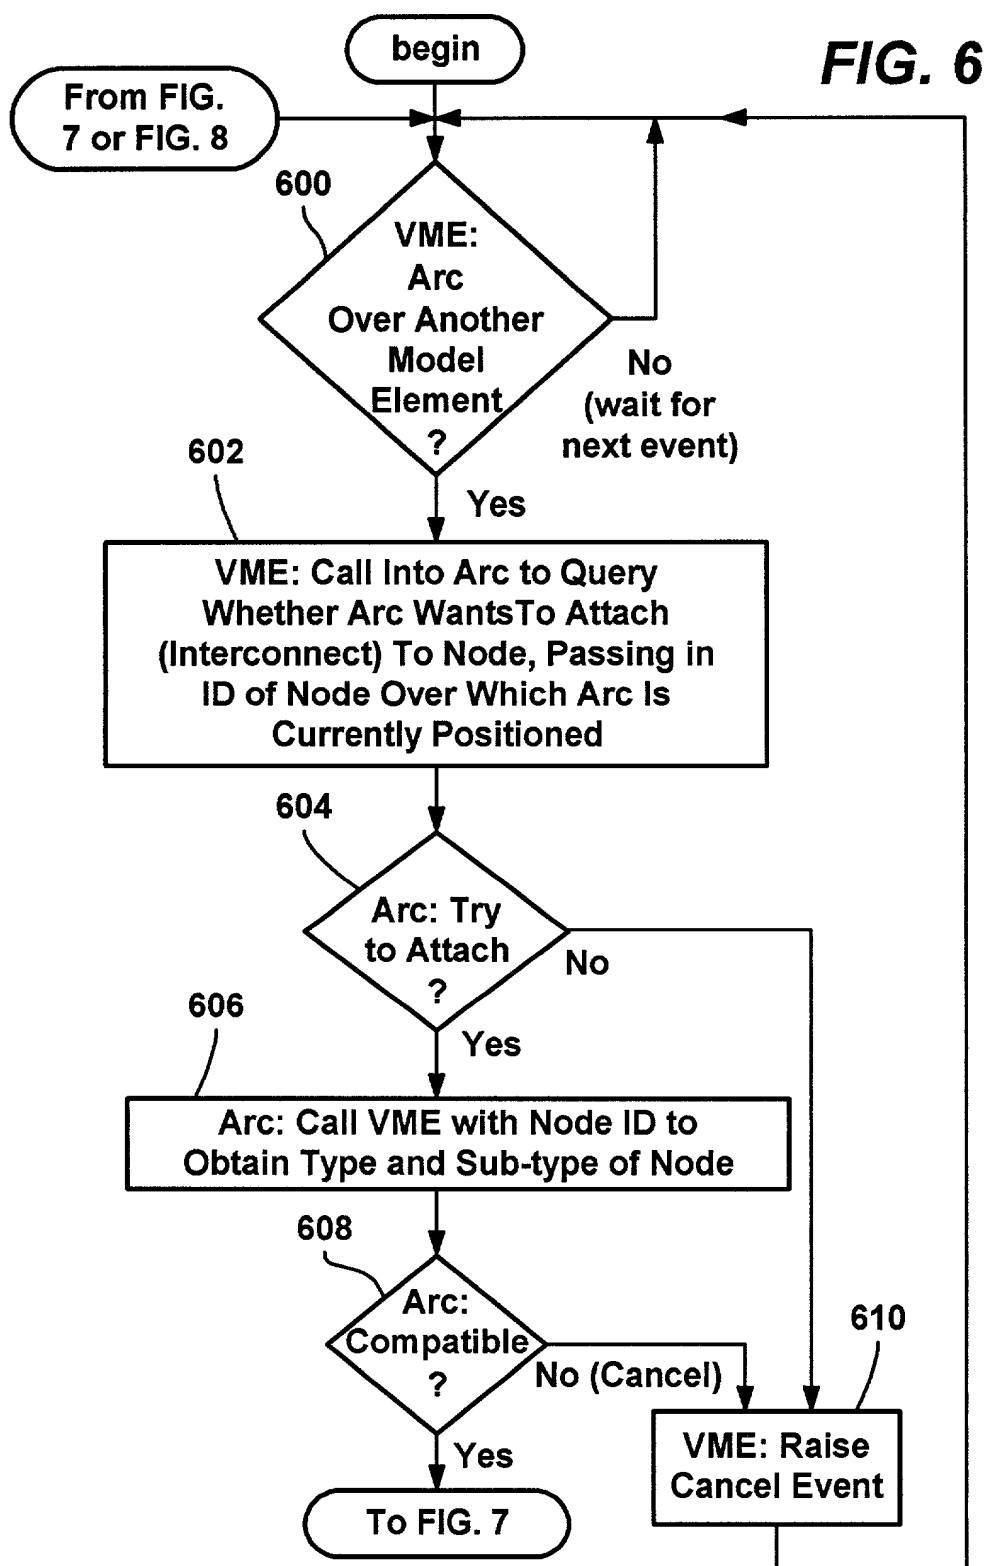 begin
FIG. 6
From FIG.
7 or FIG. 8
600
VME:
Arc
Over Another
Model
Element
?
No
(wait for
next event)
602
Yes
VME: Call Into Arc to Query
Whether Arc WantsTo Attach
(Interconnect) To Node, Passing in
ID of Node Over Which Arc Is
Currently Positioned
604
Arc: Try
to Attach
?
No
606
Yes
Arc: Call VME with Node ID to
Obtain Type and Sub-type of Node
608
Arc:
Compatible
?
No (Cancel)
610
VME: Raise
Cancel Event
Yes
To FIG. 7